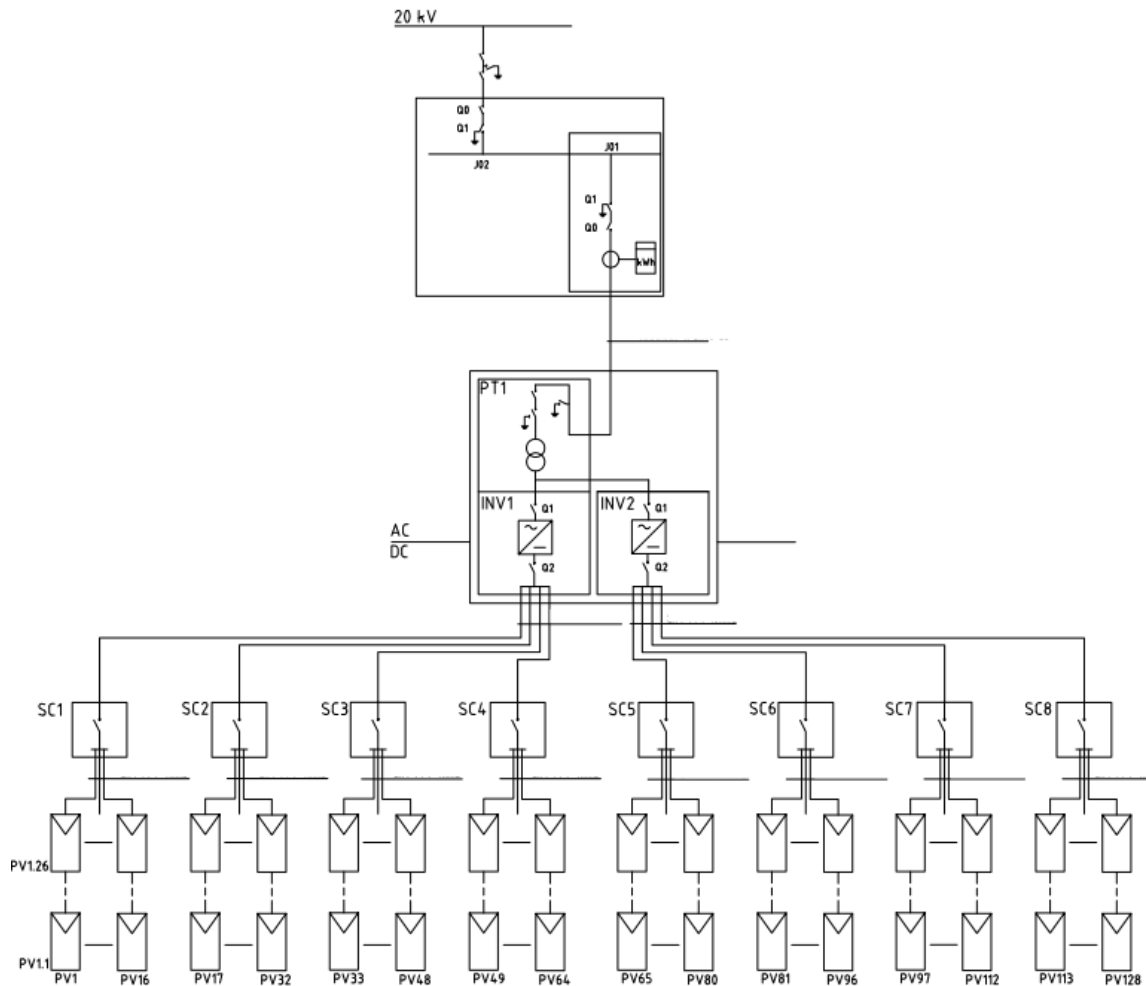 20 kV
Q0
Q1
J02
J01
Q1
Q0
kWh
PT1
INV1
Q1
INV2
Q1
AC
DC
Q2
Q2
SC1
SC2
SC3
SC4
SC5
SC6
SC7
SC8
PV1.26
PV1.1
PV1
PV16
PV17
PV32
PV33
PV48
PV49
PV64
PV65
PV80
PV81
PV96
PV97
PV112
PV113
PV128